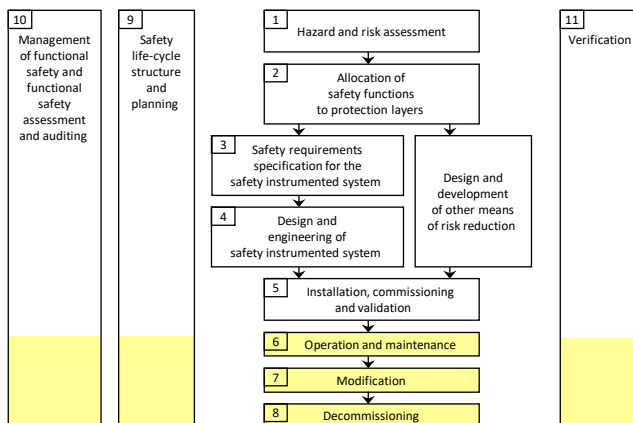 10
Management
of functional
safety and
functional
safety
assessment
and auditing
9
Safety
life-cycle
structure
and
planning
1
Hazard and risk assessment
2
Allocation of
safety functions
to protection layers
3
Safety requirements
specification for the
safety instrumented system
4
Design and
engineering of
safety instrumented system
Design and
development
of other means
of risk reduction
5
Installation, commissioning
and validation
6
Operation and maintenance
7
Modification
8
Decommissioning
11
Verification